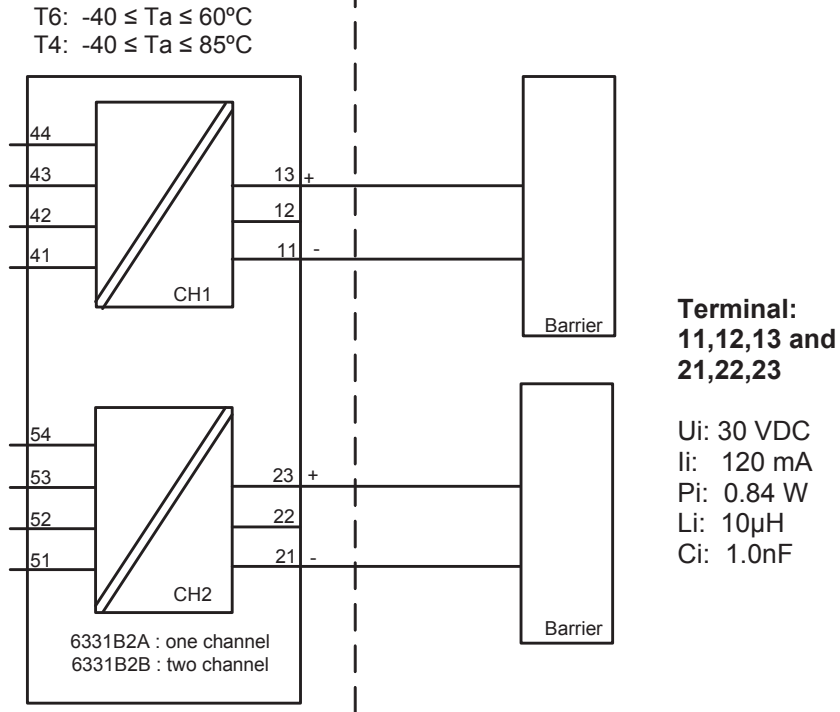 T6: -40 ≤ Ta ≤ 60ºC
T4: -40 ≤ Ta ≤ 85ºC
44
43
42
41
13 +
12
11 -
CH1
Barrier
54
53
52
51
23 +
22
21 -
CH2
Barrier
6331B2A : one channel
6331B2B : two channel
Terminal:
11,12,13 and
21,22,23
Ui: 30 VDC
Ii: 120 mA
Pi: 0.84 W
Li: 10µH
Ci: 1.0nF